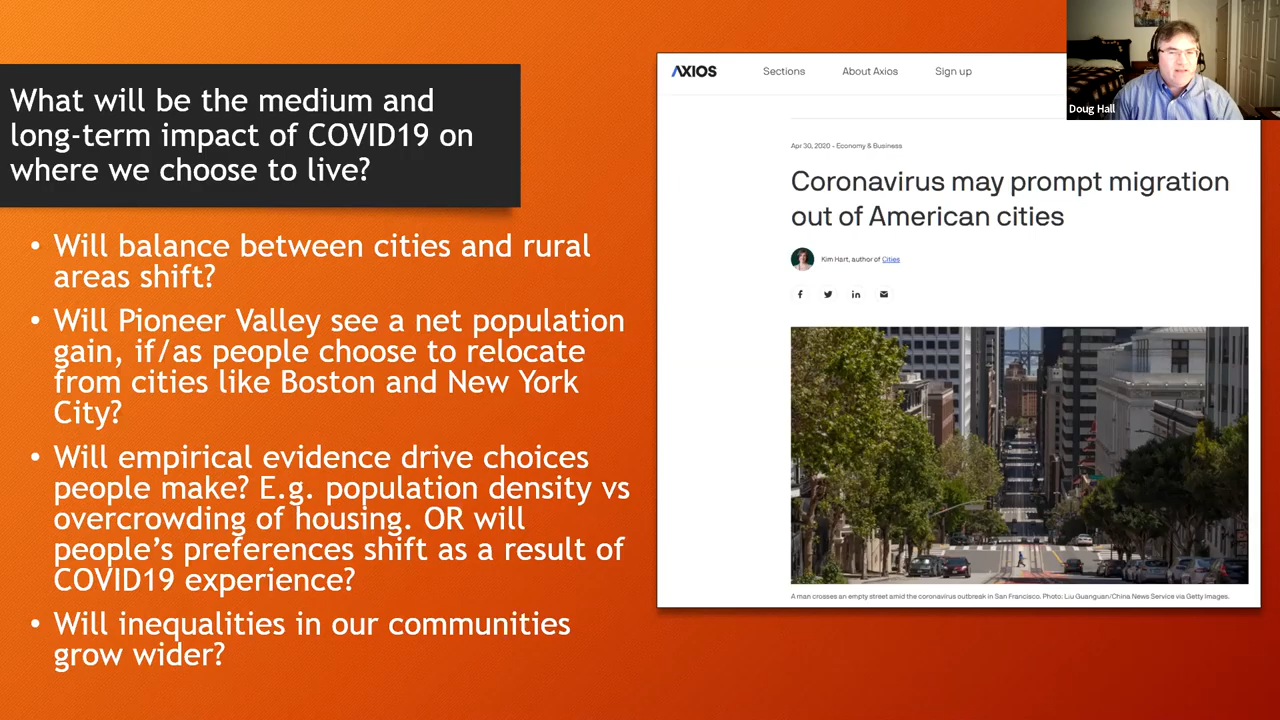 What will be the medium and
long-term impact of COVID19 on
where we choose to live?
• Will balance between cities and rural
areas shift?
• Will Pioneer Valley see a net population
gain, if/as people choose to relocate
from cities like Boston and New York
City?
• Will empirical evidence drive choices
people make? E.g. population density vs
overcrowding of housing. OR will
people's preferences shift as a result of
COVID19 experience?
• Will inequalities in our communities
grow wider?
AXIOS Sections About Axios Sign up
Apr 30, 2020 - Economy & Business
Coronavirus may prompt migration
out of American cities
Kim Hart, author of Cities
A man crosses an empty street amid the coronavirus outbreak in San Francisco. Photo: Liu Guanguan/China News Service via Getty Images.
Doug Hall